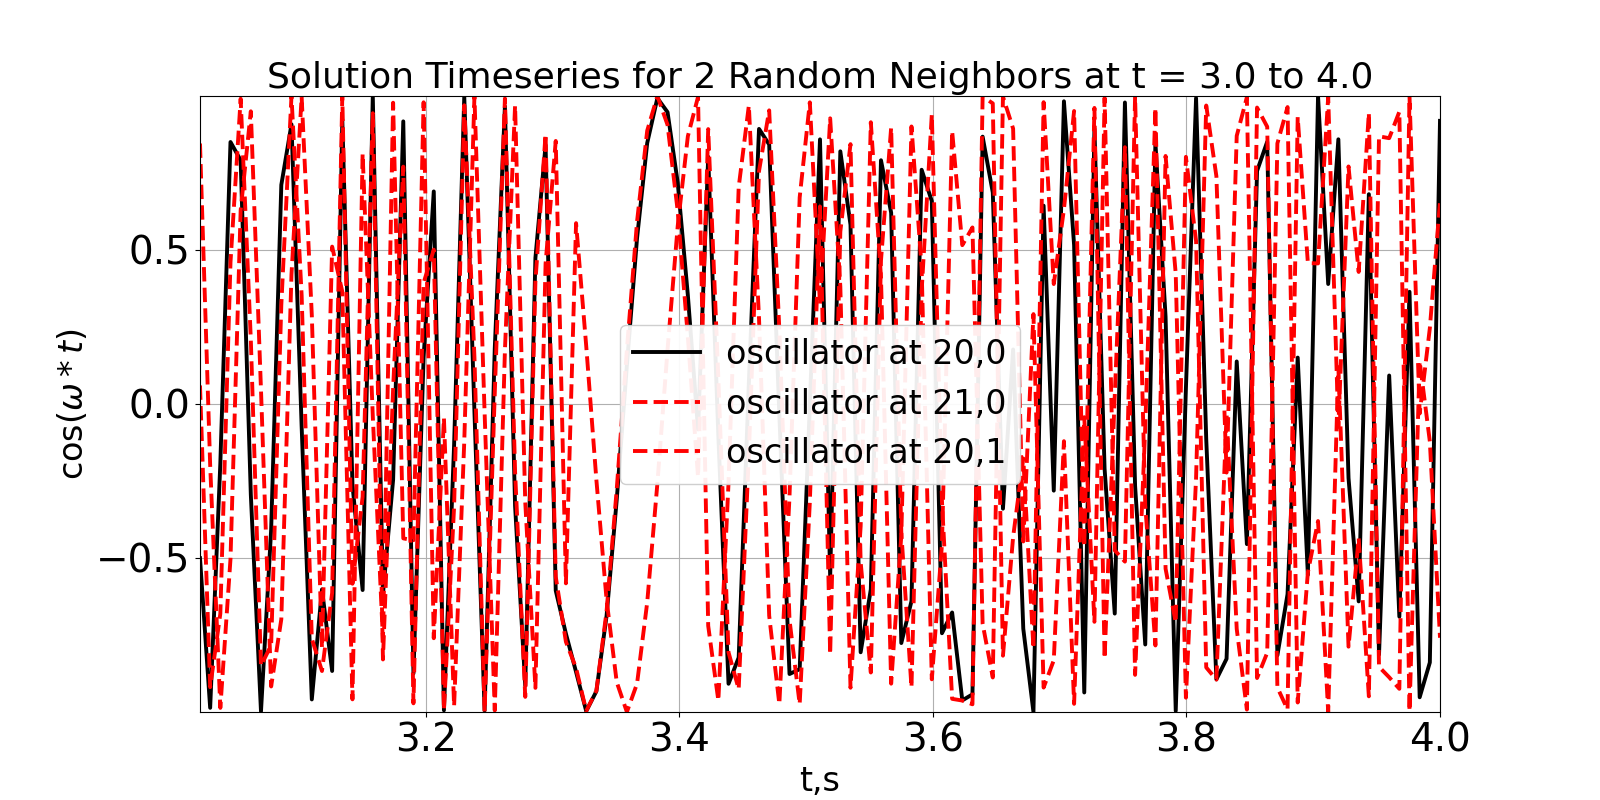 Solution Timeseries for 2 Random Neighbors at t = 3.0 to 4.0
cos(ω * t)
0.5
0.0
−0.5
oscillator at 20,0
oscillator at 21,0
oscillator at 20,1
3.2 3.4 3.6 3.8 4.0
t,s